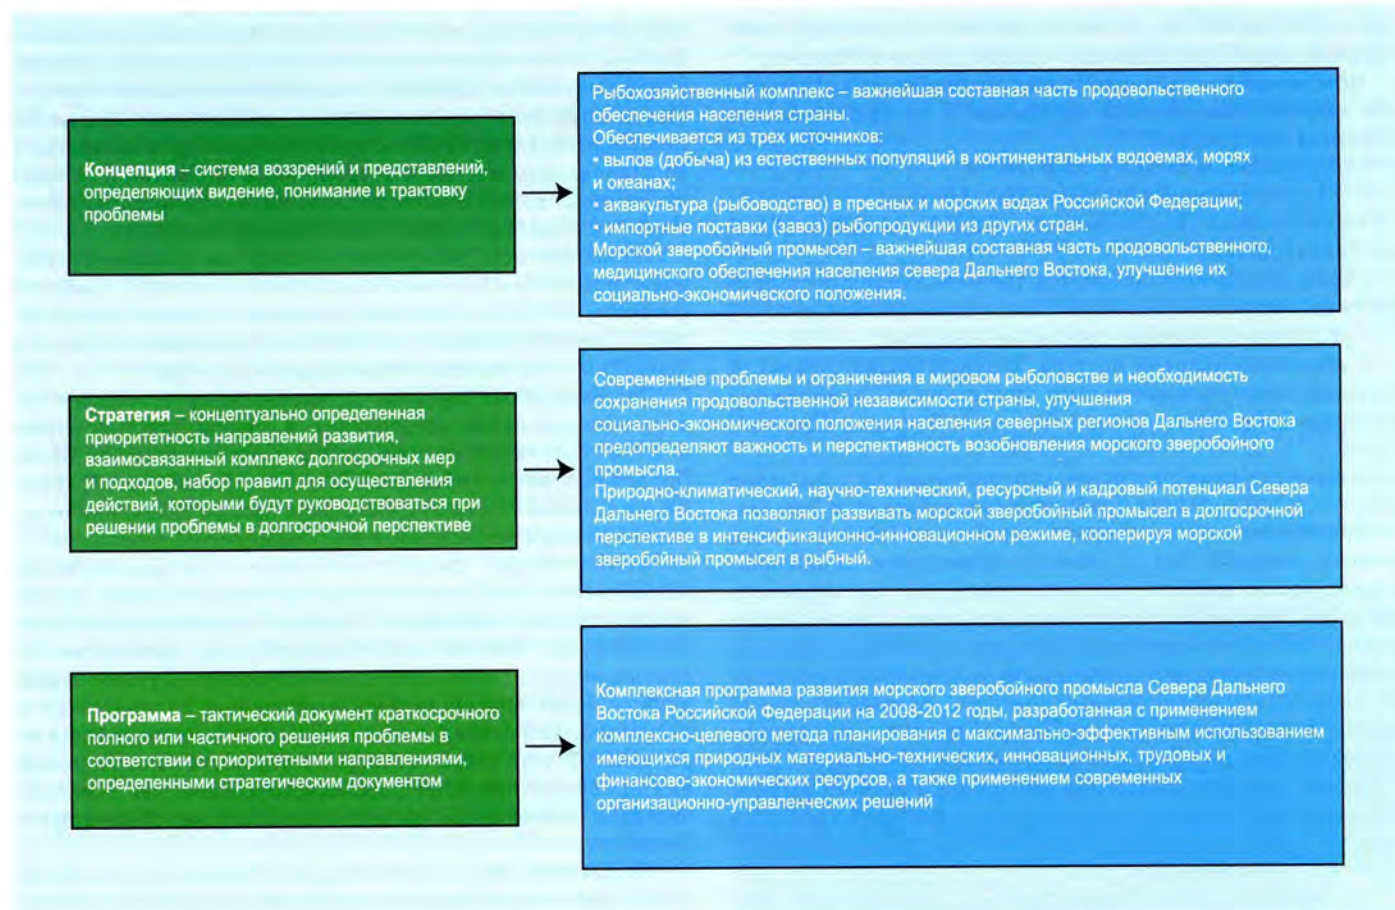 Концепция – система воззрений и представлений,
определяющих видение, понимание и трактовку
проблемы
Рыбохозяйственный комплекс – важнейшая составная часть продовольственного
обеспечения населения страны.
Обеспечивается из трех источников:
• вылов (добыча) из естественных популяций в континентальных водоемах, морях
и океанах;
• аквакультура (рыбоводство) в пресных и морских водах Российской Федерации;
• импортные поставки (завоз) рыбопродукции из других стран.
Морской зверобойный промысел – важнейшая составная часть продовольственного,
медицинского обеспечения населения севера Дальнего Востока, улучшение их
социально-экономического положения.
Стратегия – концептуально определенная
приоритетность направлений развития,
взаимосвязанный комплекс долгосрочных мер
и подходов, набор правил для осуществления
действий, которыми будут руководствоваться при
решении проблемы в долгосрочной перспективе
Современные проблемы и ограничения в мировом рыболовстве и необходимость
сохранения продовольственной независимости страны, улучшения
социально-экономического положения населения северных регионов Дальнего Востока
предопределяют важность и перспективность возобновления морского зверобойного
промысла.
Природно-климатический, научно-технический, ресурсный и кадровый потенциал Севера
Дальнего Востока позволяют развивать морской зверобойный промысел в долгосрочной
перспективе в интенсификационно-инновационном режиме, кооперируя морской
зверобойный промысел в рыбный.
Программа – тактический документ краткосрочного
полного или частичного решения проблемы в
соответствии с приоритетными направлениями,
определенными стратегическим документом
Комплексная программа развития морского зверобойного промысла Севера Дальнего
Востока Российской Федерации на 2008-2012 годы, разработанная с применением
комплексно-целевого метода планирования с максимально-эффективным использованием
имеющихся природных материально-технических, инновационных, трудовых и
финансово-экономических ресурсов, а также применением современных
организационно-управленческих решений